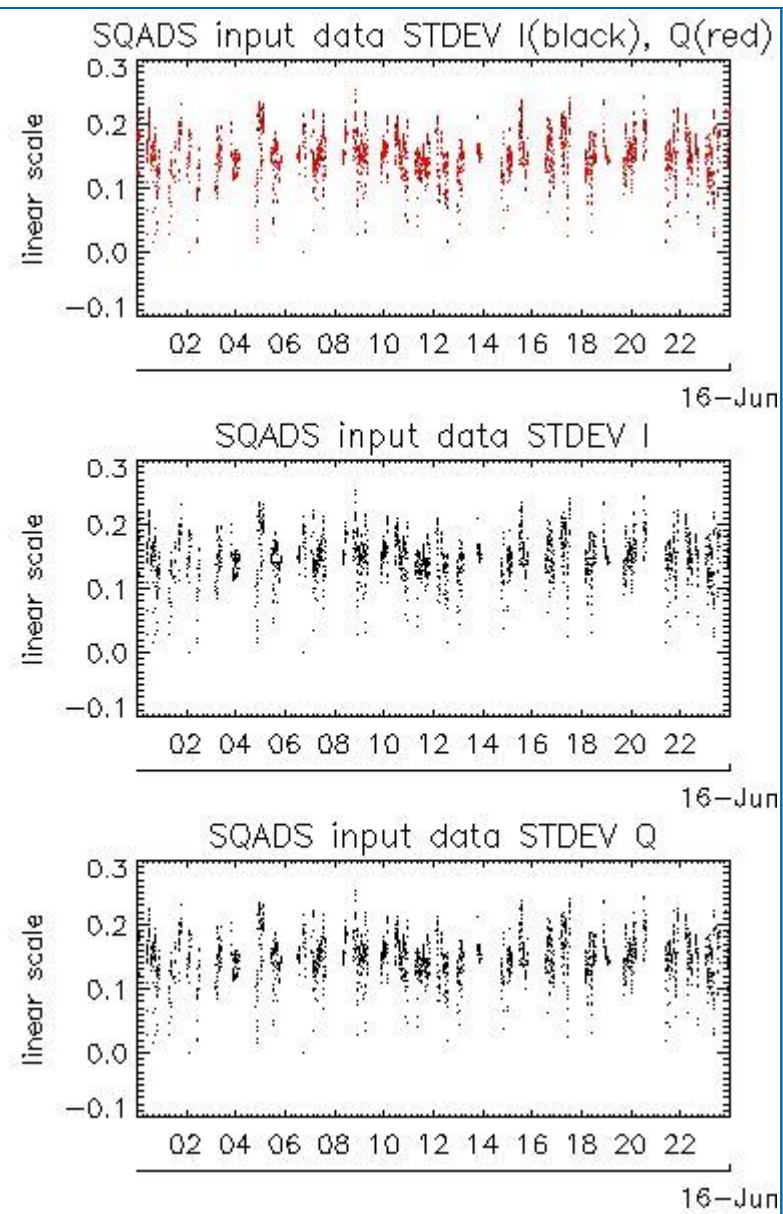 SQADS input data STDEV I(black), Q(red)
0.3
0.2
0.1
0.0
−0.1
linear scale
02 04 06 08 10 12 14 16 18 20 22
16−Jun
SQADS input data STDEV I
0.3
0.2
0.1
0.0
−0.1
linear scale
02 04 06 08 10 12 14 16 18 20 22
16−Jun
SQADS input data STDEV Q
0.3
0.2
0.1
0.0
−0.1
linear scale
02 04 06 08 10 12 14 16 18 20 22
16−Jun